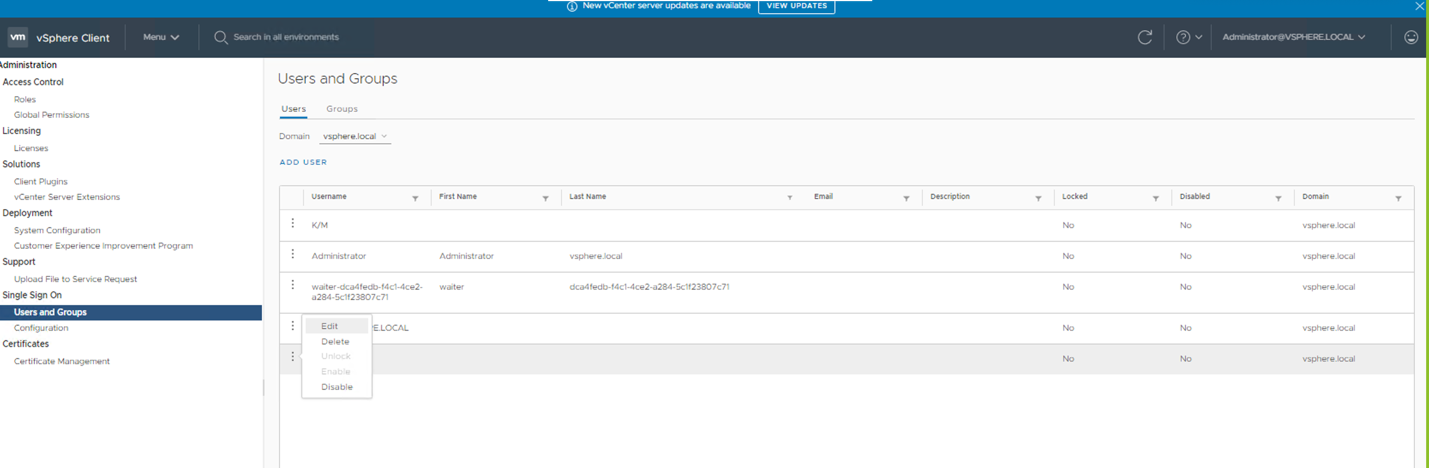 New vCenter server updates are available VIEW UPDATES
vm vSphere Client Menu Search in all environments Administrator@VSPHERE.LOCAL
Administration
Access Control
Roles
Global Permissions
Licensing
Licenses
Solutions
Client Plugins
vCenter Server Extensions
Deployment
System Configuration
Customer Experience Improvement Program
Support
Upload File to Service Request
Single Sign On
Users and Groups
Configuration
Certificates
Certificate Management
Users and Groups
Users Groups
Domain vsphere.local
ADD USER
Username First Name Last Name Email Description Locked Disabled Domain
K/M No No vsphere.local
Administrator Administrator vsphere.local No No vsphere.local
waiter-dca4fedb-f4c1-4ce2- waiter dca4fedb-f4c1-4ce2-a284-5c1f23807c71 No No vsphere.local
a284-5c1f23807c71
E.LOCAL No No vsphere.local
No No vsphere.local
Edit
Delete
Unlock
Enable
Disable